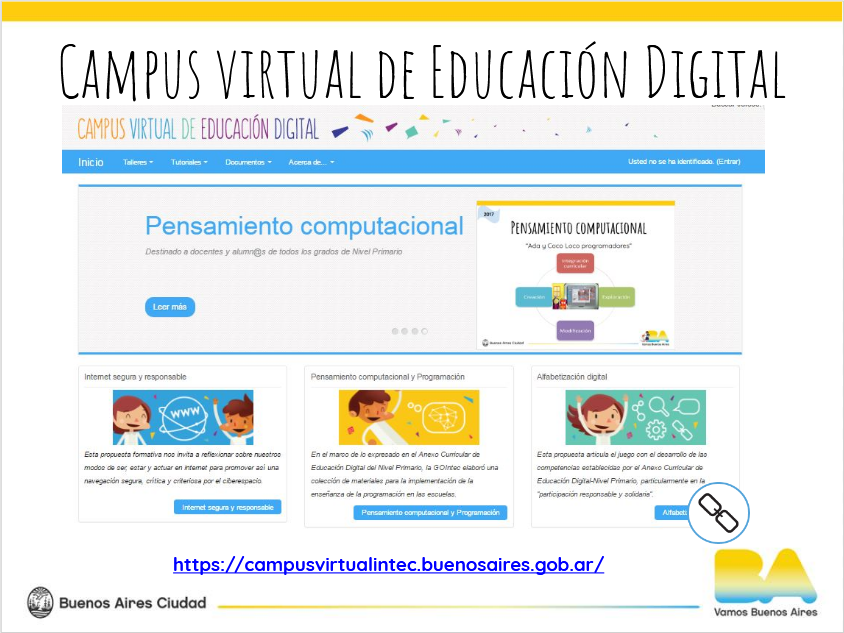 Campus virtual de Educación Digital
CAMPUS VIRTUAL DE EDUCACIÓN DIGITAL
Inicio Talleres Tutoriales Documentos Acerca de... Usted no se ha identificado. (Entrar)
Pensamiento computacional
Destinado a docentes y alumn@s de todos los grados de Nivel Primario
Leer más
2017
Pensamiento computacional
"Ada y Coco Loco programadores"
Integración
curricular
Creación
Exploración
Modificación
Buenos Aires Ciudad
Vamos Buenos Aires
Internet segura y responsable
WWW
Esta propuesta formativa nos invita a reflexionar sobre nuestros
modos de ser, estar y actuar en internet para promover así una
navegación segura, crítica y criteriosa por el ciberespacio.
Internet segura y responsable
Pensamiento computacional y Programación
En el marco de lo expresado en el Anexo Curricular de
Educación Digital del Nivel Primario, la GOIntec elaboró una
colección de materiales para la implementación de la
enseñanza de la programación en las escuelas.
Pensamiento computacional y Programación
Alfabetización digital
Esta propuesta articula el juego con el desarrollo de las
competencias establecidas por el Anexo Curricular de
Educación Digital-Nivel Primario, particularmente en la
"participación responsable y solidaria".
https://campusvirtualintec.buenosaires.gob.ar/
Buenos Aires Ciudad
BA
Vamos Buenos Aires